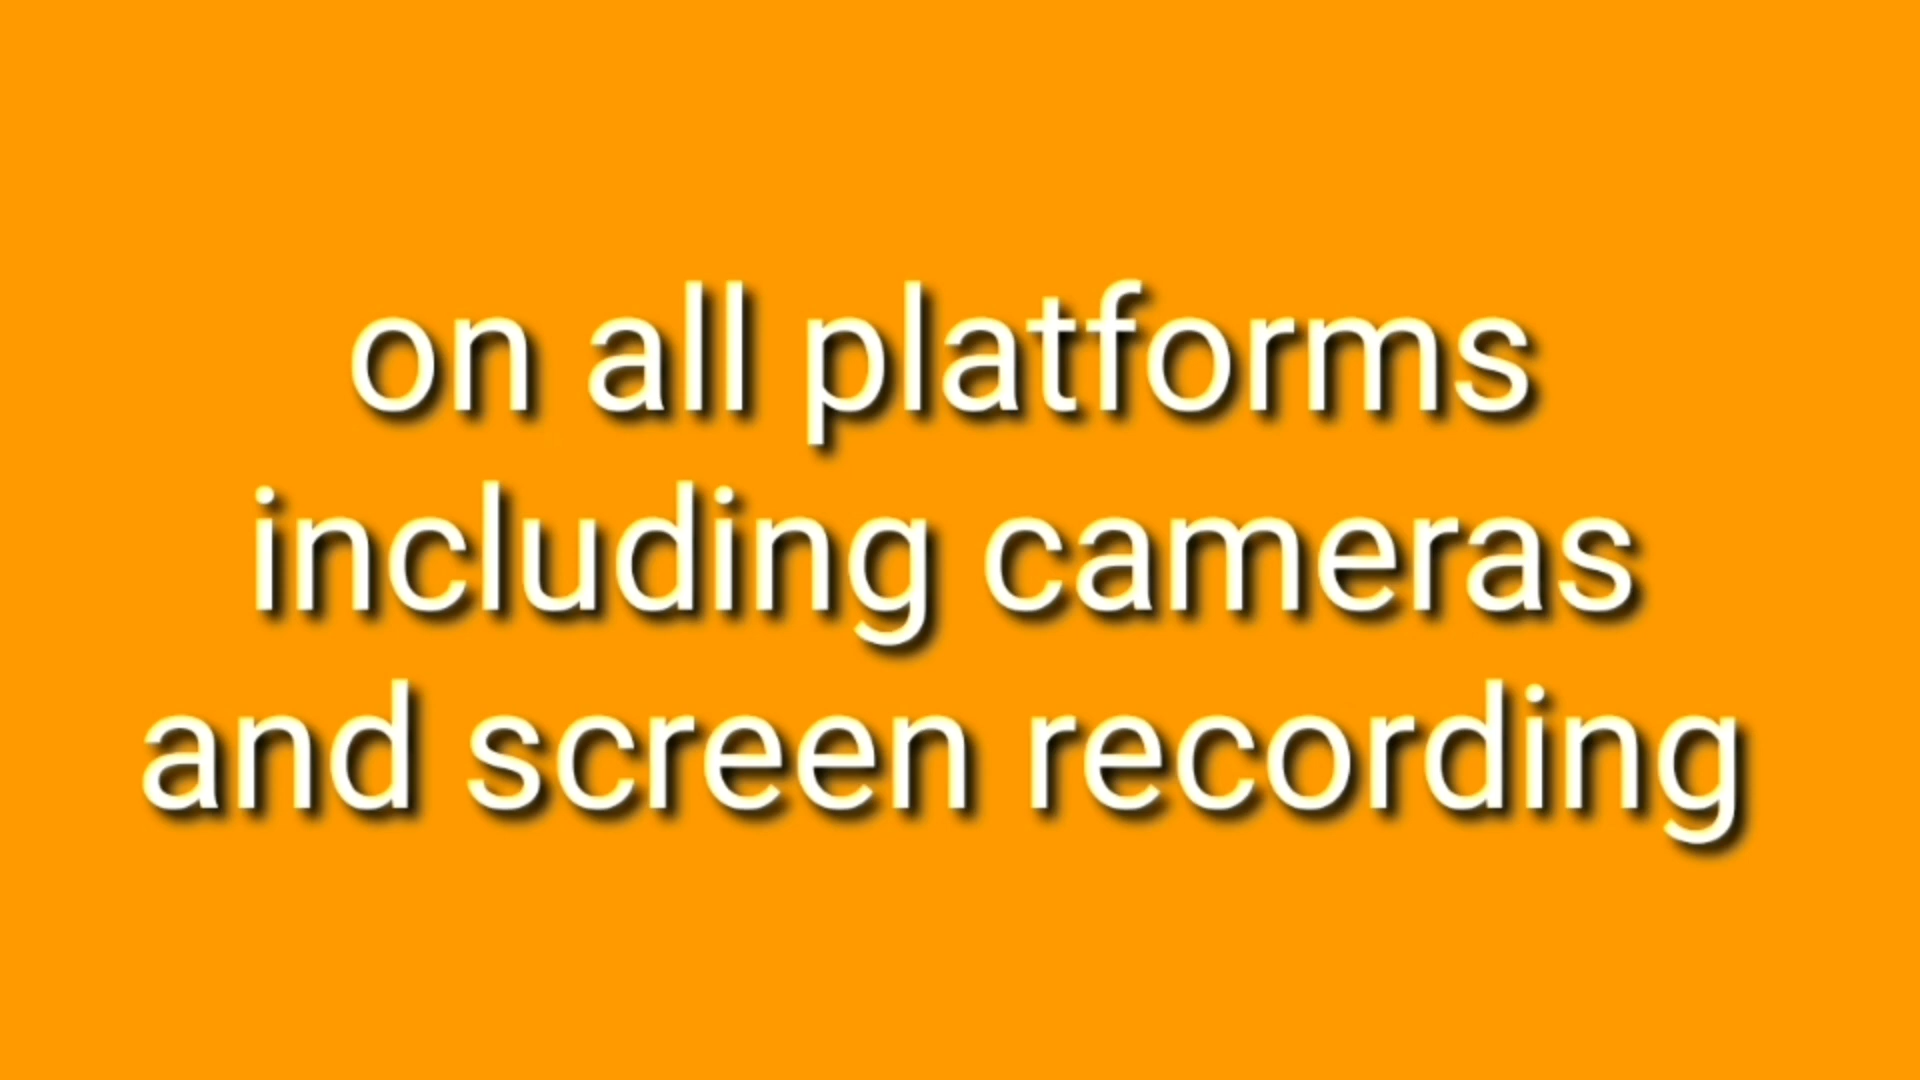 on all platforms
including cameras
and screen recording